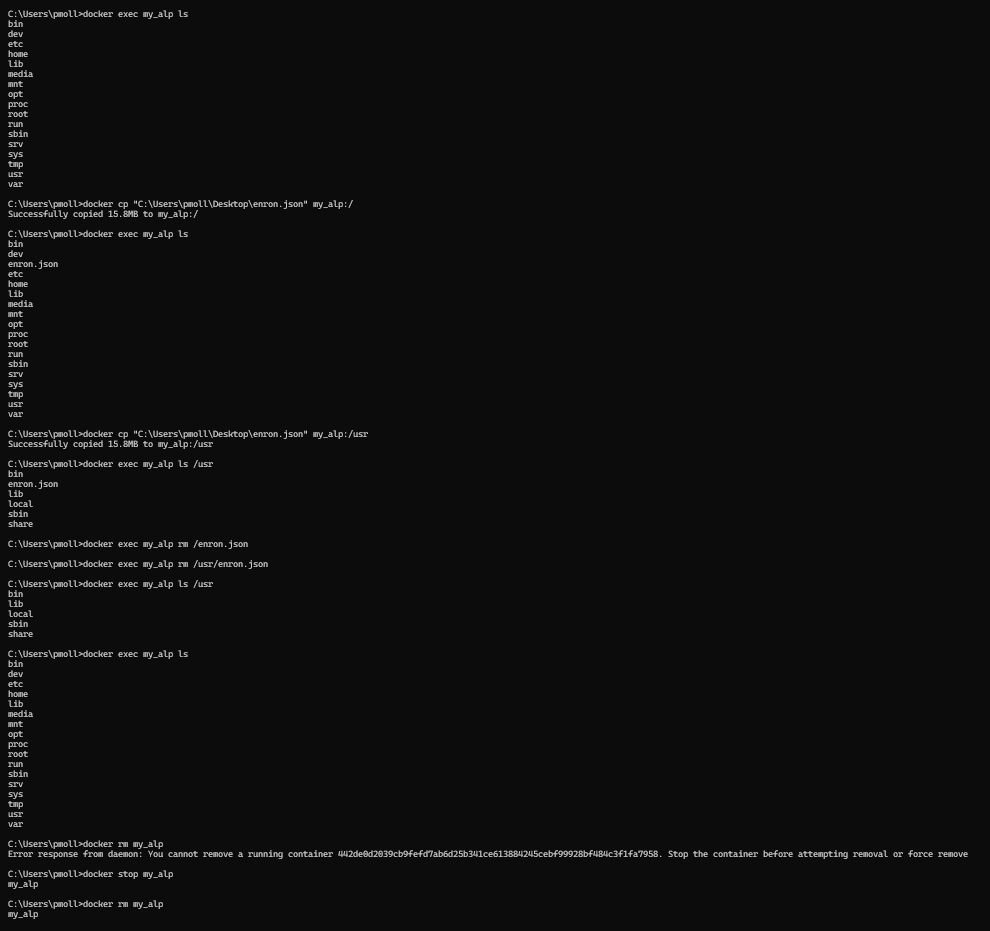 C:\Users\pmoll>docker exec my_alp ls
bin
dev
etc
home
lib
media
mnt
opt
proc
root
run
sbin
srv
sys
tmp
usr
var
C:\Users\pmoll>docker cp "C:\Users\pmoll\Desktop\enron.json" my_alp:/
Successfully copied 15.8MB to my_alp:/
C:\Users\pmoll>docker exec my_alp ls
bin
dev
enron.json
etc
home
lib
media
mnt
opt
proc
root
run
sbin
srv
sys
tmp
usr
var
C:\Users\pmoll>docker cp "C:\Users\pmoll\Desktop\enron.json" my_alp:/usr
Successfully copied 15.8MB to my_alp:/usr
C:\Users\pmoll>docker exec my_alp ls /usr
bin
enron.json
lib
local
sbin
share
C:\Users\pmoll>docker exec my_alp rm /enron.json
C:\Users\pmoll>docker exec my_alp rm /usr/enron.json
C:\Users\pmoll>docker exec my_alp ls /usr
bin
lib
local
sbin
share
C:\Users\pmoll>docker exec my_alp ls
bin
dev
etc
home
lib
media
mnt
opt
proc
root
run
sbin
srv
sys
tmp
usr
var
C:\Users\pmoll>docker rm my_alp
Error response from daemon: You cannot remove a running container 442de0d2039cb9fefd7ab6d25b341ce613884245cebf99928bf484c3f1fa7958. Stop the container before attempting removal or force remove
C:\Users\pmoll>docker stop my_alp
my_alp
C:\Users\pmoll>docker rm my_alp
my_alp